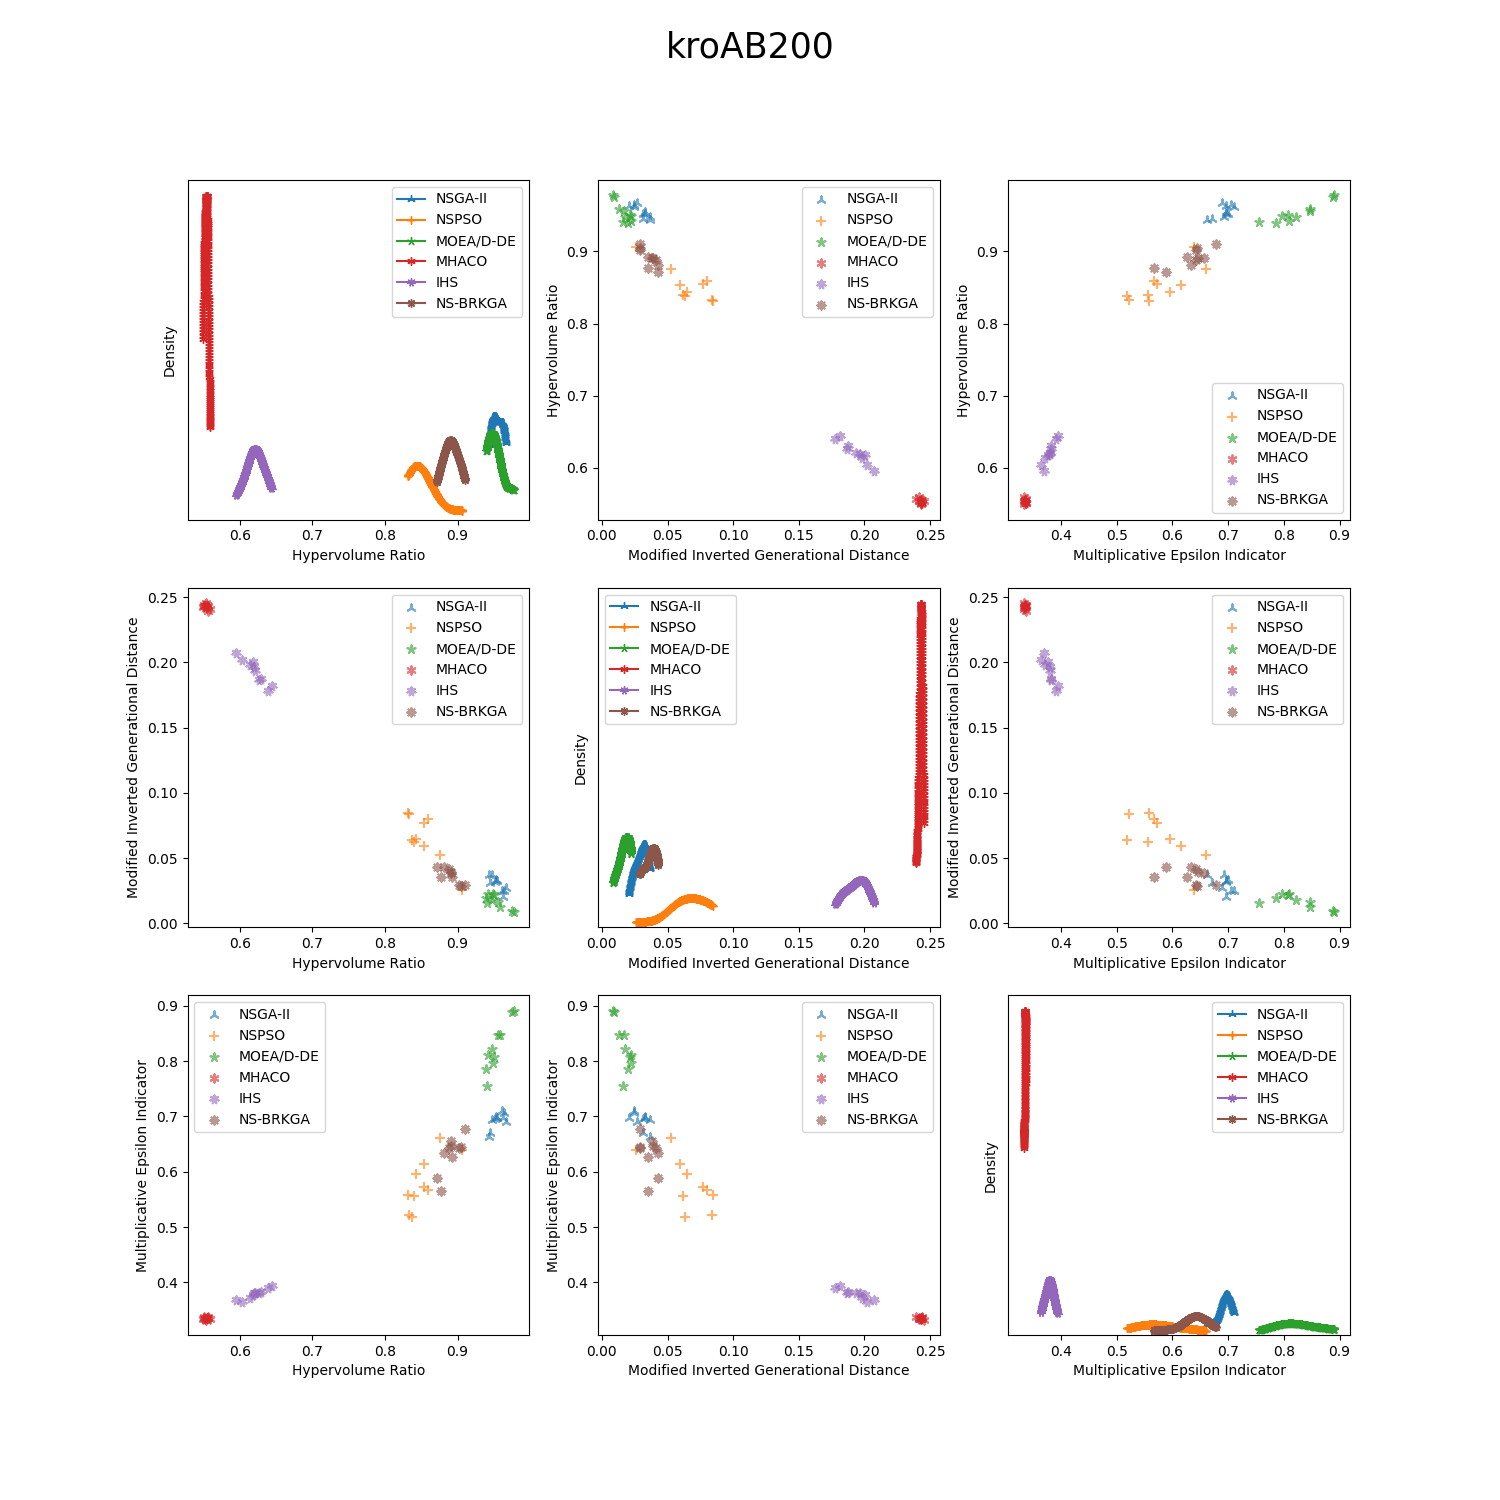 kroAB200
NSGA-II
NSPSO
MOEA/D-DE
MHACO
IHS
NS-BRKGA
Density
0.6 0.7 0.8 0.9
Hypervolume Ratio
NSGA-II
NSPSO
MOEA/D-DE
MHACO
IHS
NS-BRKGA
Hypervolume Ratio
0.9
0.8
0.7
0.6
0.00 0.05 0.10 0.15 0.20 0.25
Modified Inverted Generational Distance
Hypervolume Ratio
0.9
0.8
0.7
0.6
NSGA-II
NSPSO
MOEA/D-DE
MHACO
IHS
NS-BRKGA
0.4 0.5 0.6 0.7 0.8 0.9
Multiplicative Epsilon Indicator
Modified Inverted Generational Distance
0.25
0.20
0.15
0.10
0.05
0.00
NSGA-II
NSPSO
MOEA/D-DE
MHACO
IHS
NS-BRKGA
0.6 0.7 0.8 0.9
Hypervolume Ratio
NSGA-II
NSPSO
MOEA/D-DE
MHACO
IHS
NS-BRKGA
Density
0.00 0.05 0.10 0.15 0.20 0.25
Modified Inverted Generational Distance
Modified Inverted Generational Distance
0.25
0.20
0.15
0.10
0.05
0.00
NSGA-II
NSPSO
MOEA/D-DE
MHACO
IHS
NS-BRKGA
0.4 0.5 0.6 0.7 0.8 0.9
Multiplicative Epsilon Indicator
Multiplicative Epsilon Indicator
0.9
0.8
0.7
0.6
0.5
0.4
NSGA-II
NSPSO
MOEA/D-DE
MHACO
IHS
NS-BRKGA
0.6 0.7 0.8 0.9
Hypervolume Ratio
Multiplicative Epsilon Indicator
0.9
0.8
0.7
0.6
0.5
0.4
NSGA-II
NSPSO
MOEA/D-DE
MHACO
IHS
NS-BRKGA
0.00 0.05 0.10 0.15 0.20 0.25
Modified Inverted Generational Distance
NSGA-II
NSPSO
MOEA/D-DE
MHACO
IHS
NS-BRKGA
Density
0.4 0.5 0.6 0.7 0.8 0.9
Multiplicative Epsilon Indicator